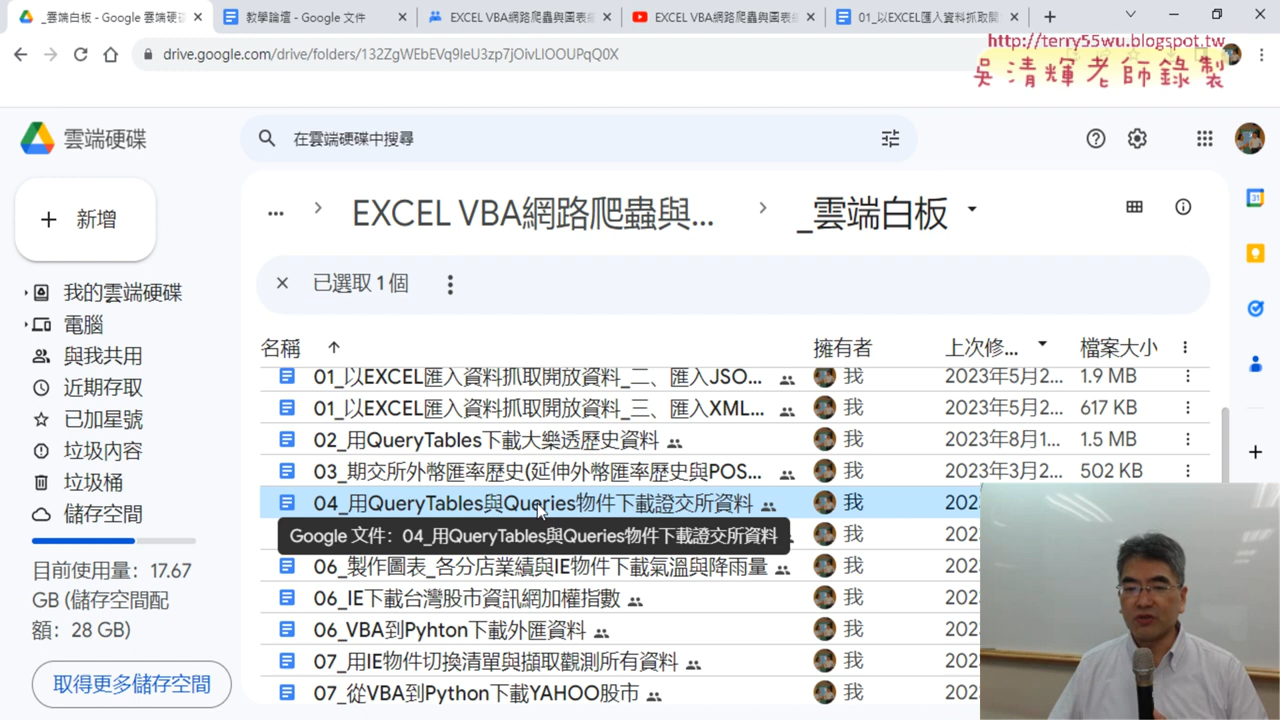 _雲端白板 - Google 雲端硬碟
教學論壇 - Google 文件
EXCEL VBA網路爬蟲與圖表
EXCEL VBA網路爬蟲與圖表
01_以EXCEL匯入資料抓取開
drive.google.com/drive/folders/132ZgWEbEVq9IeU3zp7jOivLIOOUPqQ0X
http://terry55wu.blogspot.tw
吳清輝老師錄製
雲端硬碟
在雲端硬碟中搜尋
新增
... EXCEL VBA網路爬蟲與... _雲端白板
已選取 1 個
我的雲端硬碟
電腦
與我共用
近期存取
已加星號
垃圾內容
垃圾桶
儲存空間
目前使用量：17.67
GB (儲存空間配
額：28 GB)
取得更多儲存空間
名稱 擁有者 上次修... 檔案大小
01_以EXCEL匯入資料抓取開放資料_二、匯入JSO... 我 2023年5月2... 1.9 MB
01_以EXCEL匯入資料抓取開放資料_三、匯入XML... 我 2023年5月2... 617 KB
02_用QueryTables下載大樂透歷史資料 我 2023年8月1... 1.5 MB
03_期交所外幣匯率歷史(延伸外幣匯率歷史與POS... 我 2023年3月2... 502 KB
04_用QueryTables與Queries物件下載證交所資料 我 202
Google 文件：04_用QueryTables與Queries物件下載證交所資料 我 202
06_製作圖表_各分店業績與IE物件下載氣溫與降雨量 我 202
06_IE下載台灣股市資訊網加權指數 我 202
06_VBA到Pyhton下載外匯資料 我 202
07_用IE物件切換清單與擷取觀測所有資料 我 202
07_從VBA到Python下載YAHOO股市 我 202
31